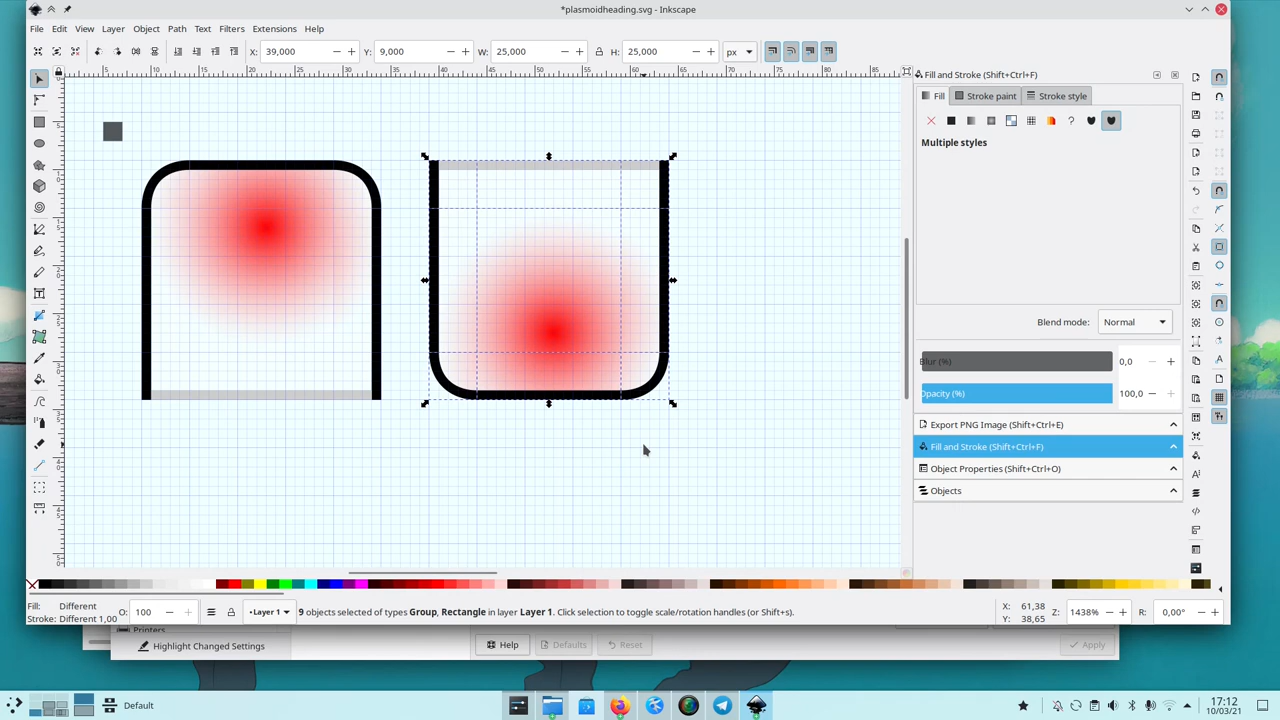 *plasmoidheading.svg - Inkscape
File Edit View Layer Object Path Text Filters Extensions Help
X: 39,000 Y: 9,000 W: 25,000 H: 25,000 px
Fill and Stroke (Shift+Ctrl+F)
Fill Stroke paint Stroke style
Multiple styles
Blend mode: Normal
Blur (%) 0,0
Opacity (%) 100,0
Export PNG Image (Shift+Ctrl+E)
Fill and Stroke (Shift+Ctrl+F)
Object Properties (Shift+Ctrl+O)
Objects
Fill: Different
Stroke: Different 1,00
O: 100
Layer 1
9 objects selected of types Group, Rectangle in layer Layer 1. Click selection to toggle scale/rotation handles (or Shift+s).
X: 61,38
Y: 38,65
Z: 1438%
R: 0,00°
Printers
Highlight Changed Settings
Help Defaults Reset Apply
Default
17:12
10/03/21